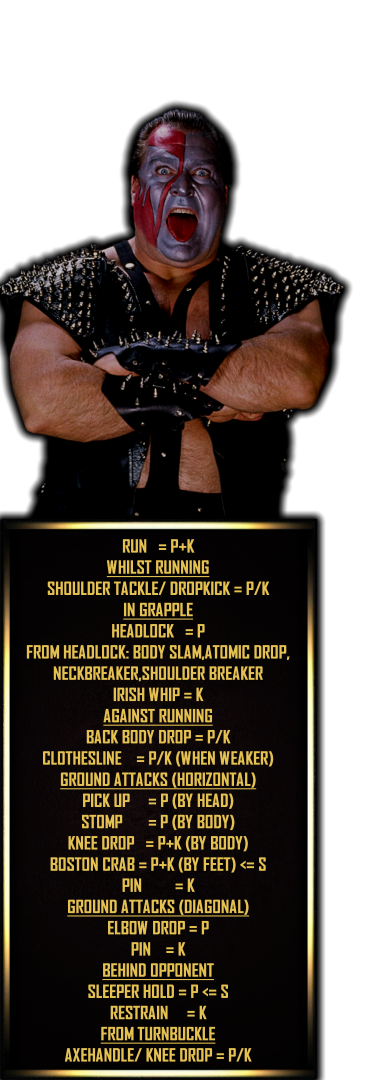 RUN = P+K
WHILST RUNNING
SHOULDER TACKLE/ DROPKICK = P/K
IN GRAPPLE
HEADLOCK = P
FROM HEADLOCK: BODY SLAM,ATOMIC DROP,
NECKBREAKER,SHOULDER BREAKER
IRISH WHIP = K
AGAINST RUNNING
BACK BODY DROP = P/K
CLOTHESLINE = P/K (WHEN WEAKER)
GROUND ATTACKS (HORIZONTAL)
PICK UP = P (BY HEAD)
STOMP = P (BY BODY)
KNEE DROP = P+K (BY BODY)
BOSTON CRAB = P+K (BY FEET) <= S
PIN = K
GROUND ATTACKS (DIAGONAL)
ELBOW DROP = P
PIN = K
BEHIND OPPONENT
SLEEPER HOLD = P <= S
RESTRAIN = K
FROM TURNBUCKLE
AXEHANDLE/ KNEE DROP = P/K